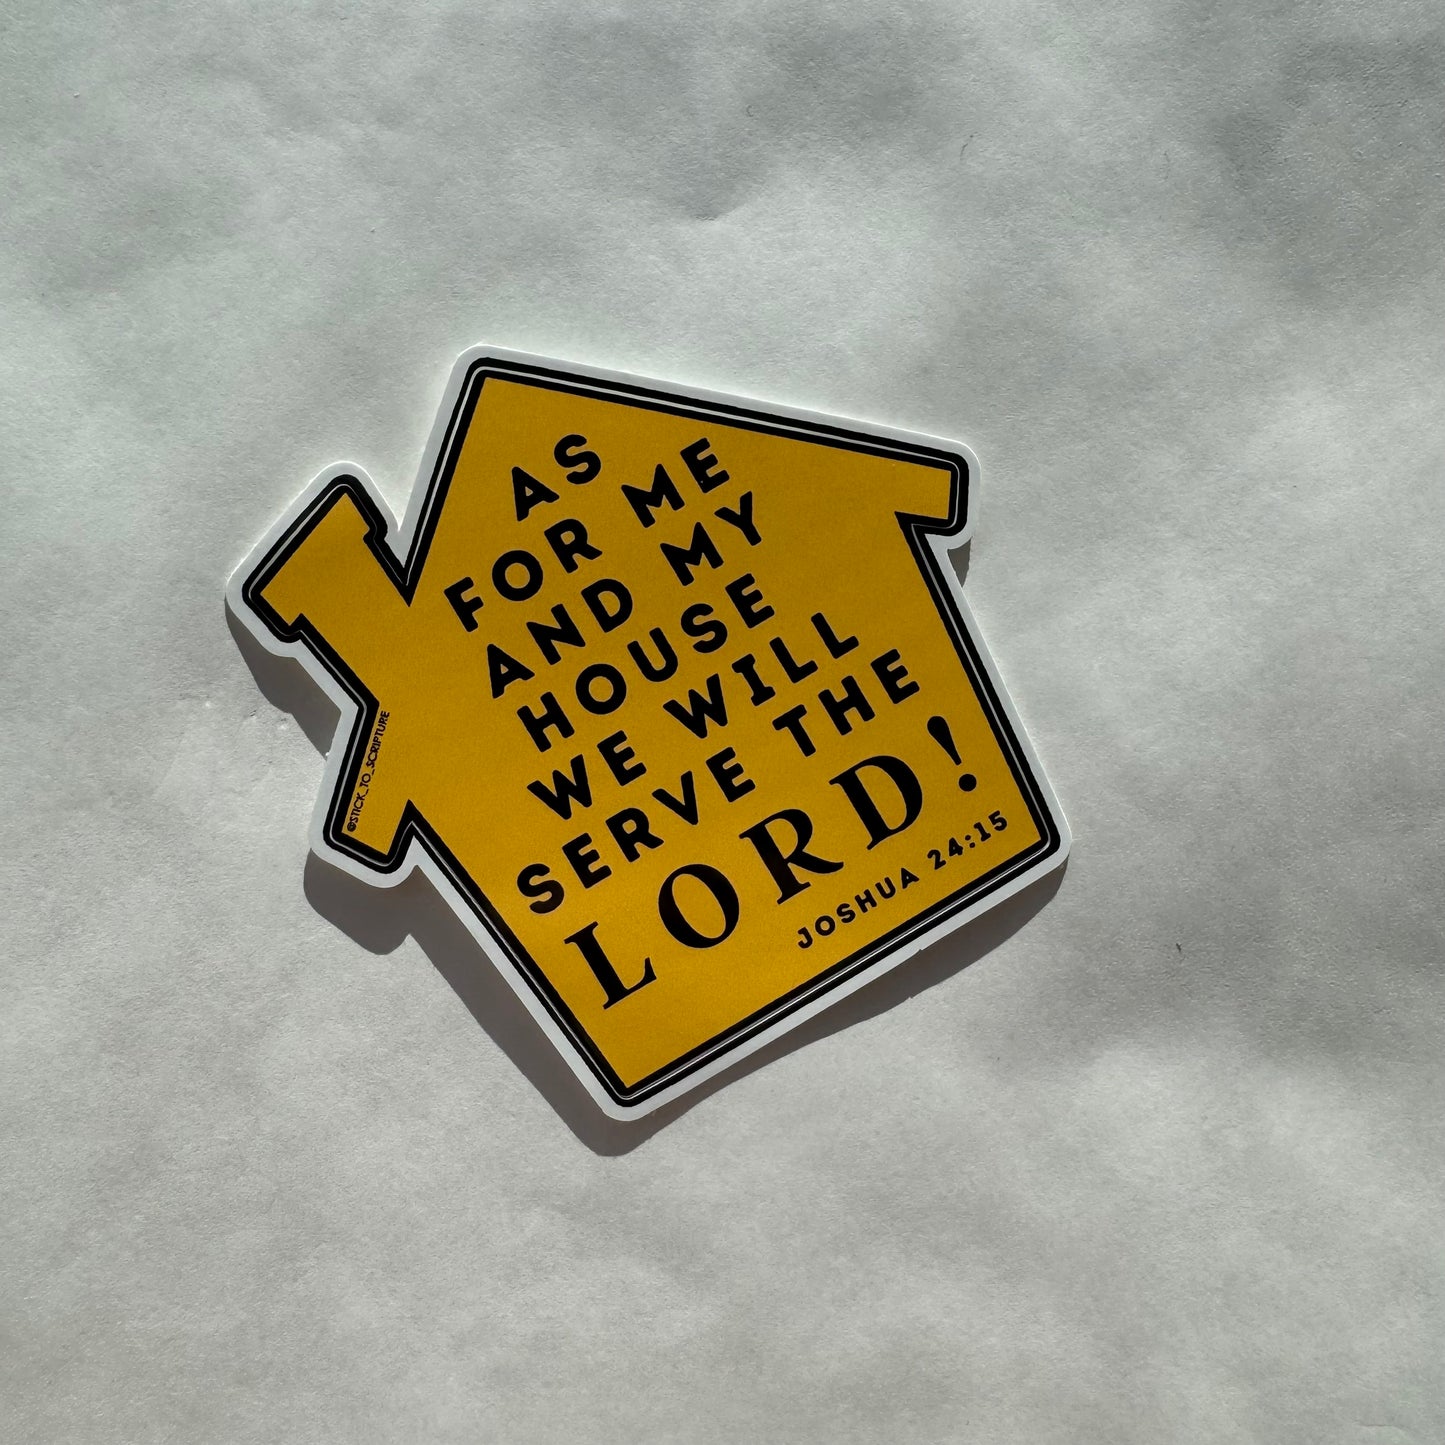 AS
FOR ME
AND MY
HOUSE
WE WILL
SERVE THE
LORD!
JOSHUA 24:15
@STICK_TO_SCRIPTURE